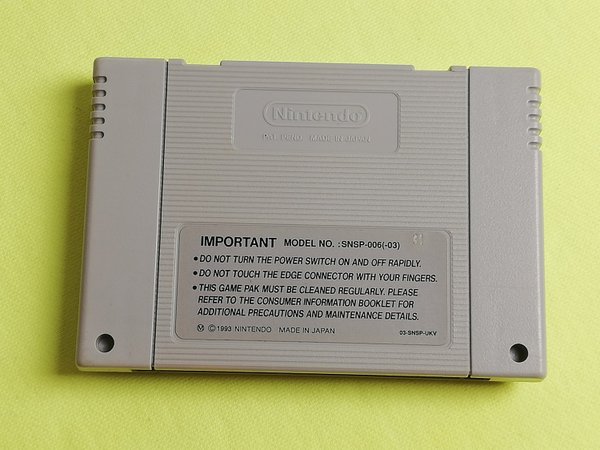 Nintendo
PAT. PEND. MADE IN JAPAN
IMPORTANT MODEL NO. :SNSP-006(-03)
• DO NOT TURN THE POWER SWITCH ON AND OFF RAPIDLY.
• DO NOT TOUCH THE EDGE CONNECTOR WITH YOUR FINGERS.
• THIS GAME PAK MUST BE CLEANED REGULARLY. PLEASE
REFER TO THE CONSUMER INFORMATION BOOKLET FOR
ADDITIONAL PRECAUTIONS AND MAINTENANCE DETAILS.
Ⓜ ©1993 NINTENDO MADE IN JAPAN 03-SNSP-UKV